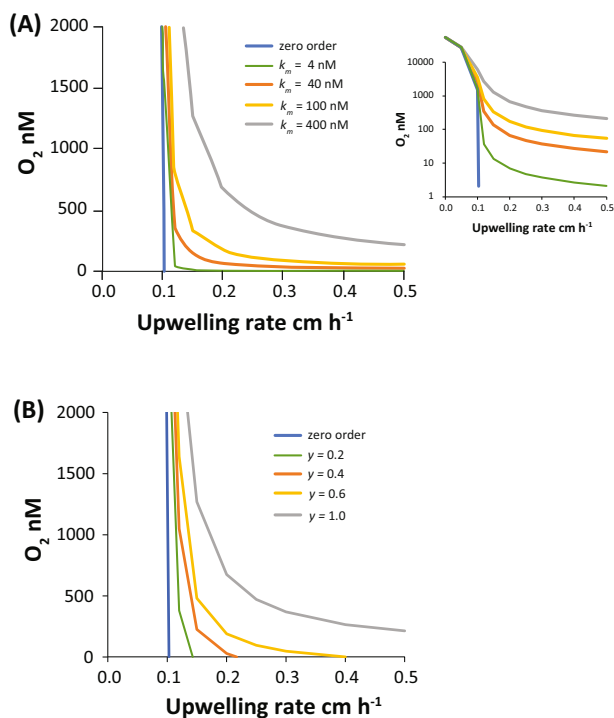 (A)
2000
1500
1000
500
0
O₂ nM
0.0 0.1 0.2 0.3 0.4 0.5
Upwelling rate cm h⁻¹
zero order
kₘ = 4 nM
kₘ = 40 nM
kₘ = 100 nM
kₘ = 400 nM
10000
1000
100
10
1
O₂ nM
0.0 0.1 0.2 0.3 0.4 0.5
Upwelling rate cm h⁻¹
(B)
2000
1500
1000
500
0
O₂ nM
0.0 0.1 0.2 0.3 0.4 0.5
Upwelling rate cm h⁻¹
zero order
y = 0.2
y = 0.4
y = 0.6
y = 1.0